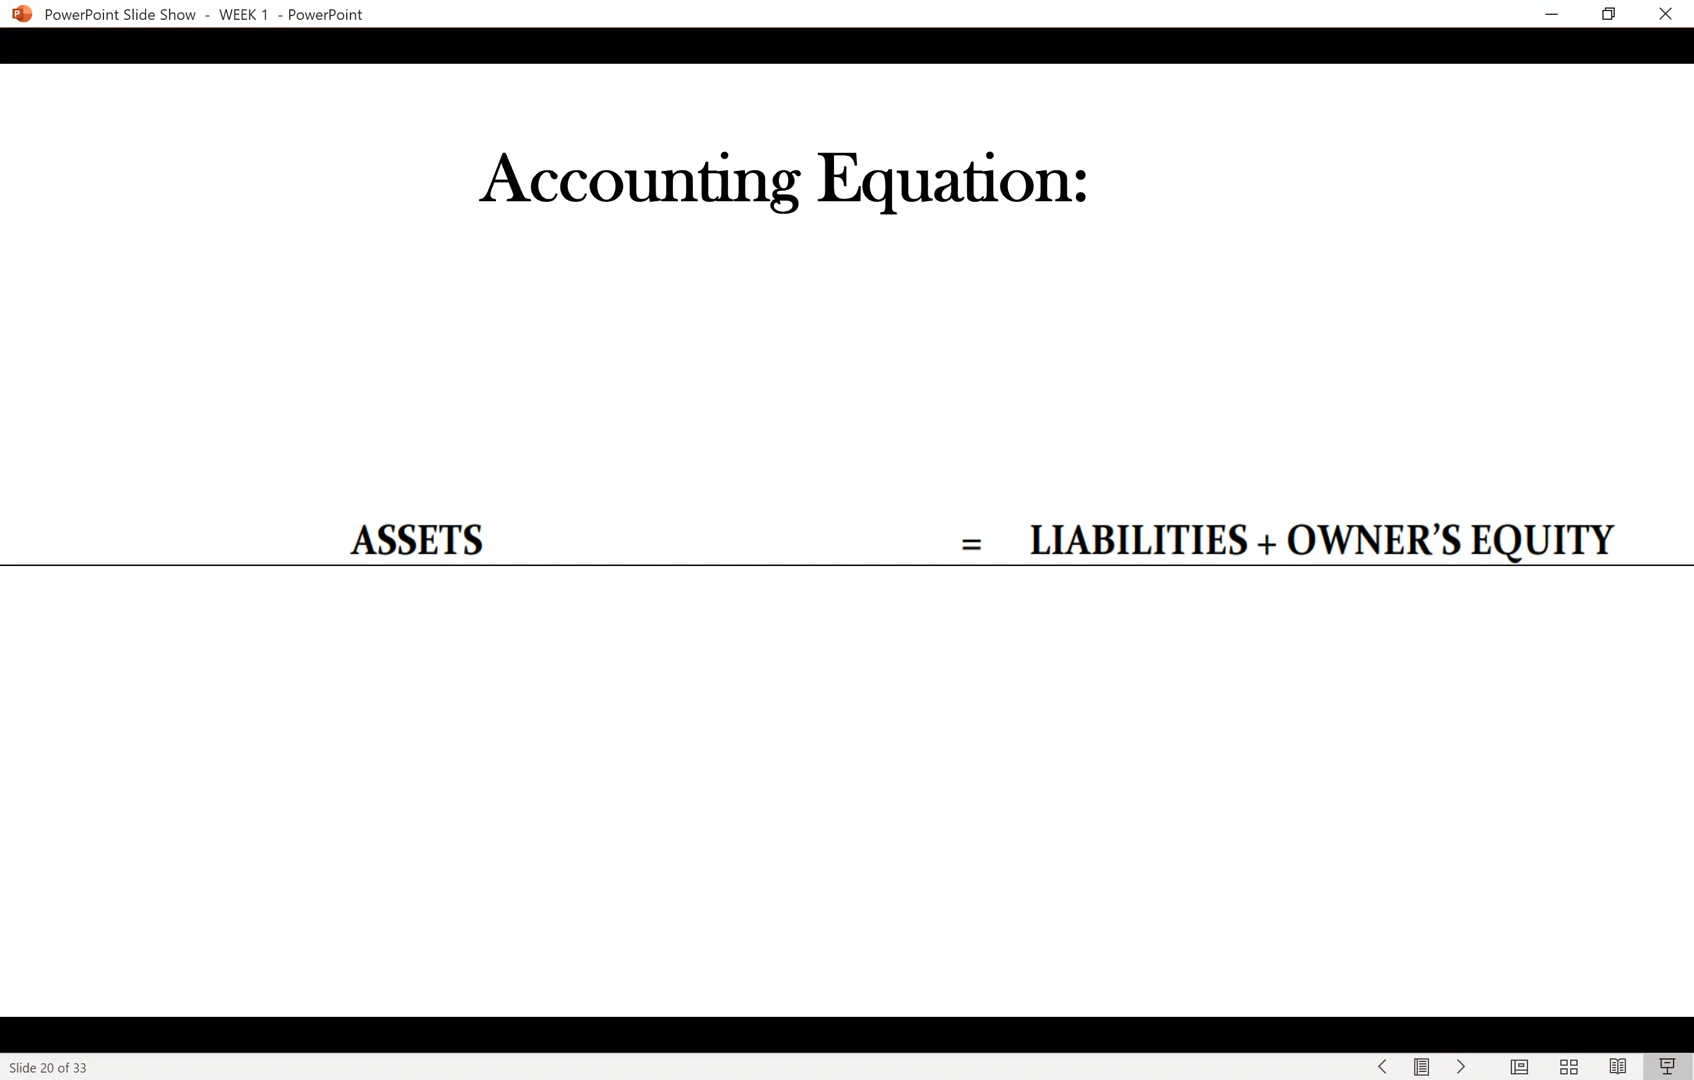 PowerPoint Slide Show - WEEK 1 - PowerPoint
Accounting Equation:
ASSETS = LIABILITIES + OWNER’S EQUITY
Slide 20 of 33